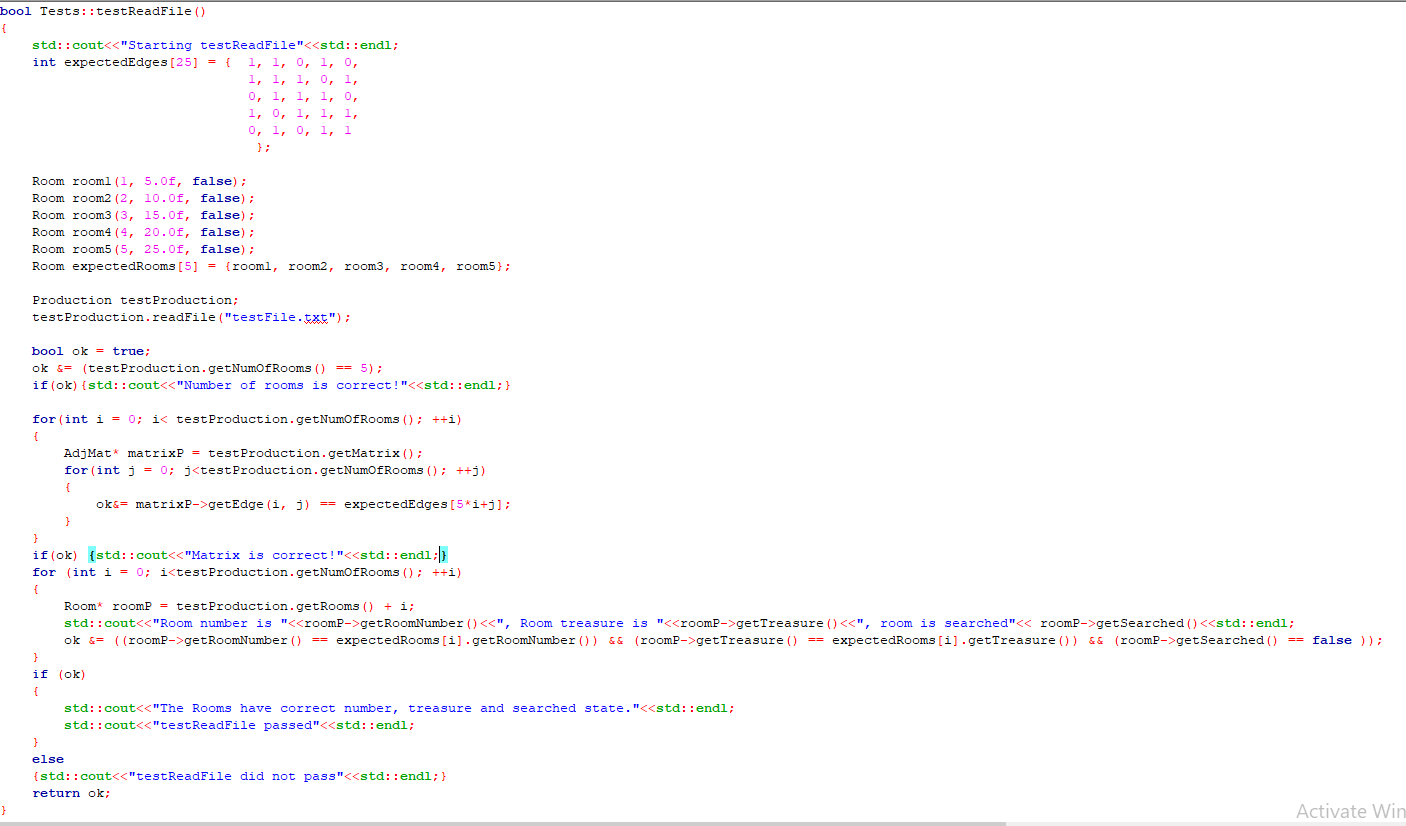 bool Tests::testReadFile()
{
    std::cout<<"Starting testReadFile"<<std::endl;
    int expectedEdges[25] = {  1, 1, 0, 1, 0,
                               1, 1, 1, 0, 1,
                               0, 1, 1, 1, 0,
                               1, 0, 1, 1, 1,
                               0, 1, 0, 1, 1
                                };
    Room room1(1, 5.0f, false);
    Room room2(2, 10.0f, false);
    Room room3(3, 15.0f, false);
    Room room4(4, 20.0f, false);
    Room room5(5, 25.0f, false);
    Room expectedRooms[5] = {room1, room2, room3, room4, room5};
    Production testProduction;
    testProduction.readFile("testFile.txt");
    bool ok = true;
    ok &= (testProduction.getNumOfRooms() == 5);
    if(ok){std::cout<<"Number of rooms is correct!"<<std::endl;}
    for(int i = 0; i< testProduction.getNumOfRooms(); ++i)
    {
        AdjMat* matrixP = testProduction.getMatrix();
        for(int j = 0; j<testProduction.getNumOfRooms(); ++j)
        {
            ok&= matrixP->getEdge(i, j) == expectedEdges[5*i+j];
        }
    }
    if(ok) {std::cout<<"Matrix is correct!"<<std::endl;}
    for (int i = 0; i<testProduction.getNumOfRooms(); ++i)
    {
        Room* roomP = testProduction.getRooms() + i;
        std::cout<<"Room number is "<<roomP->getRoomNumber()<<", Room treasure is "<<roomP->getTreasure()<<", room is searched"<< roomP->getSearched()<<std::endl;
        ok &= ((roomP->getRoomNumber() == expectedRooms[i].getRoomNumber()) && (roomP->getTreasure() == expectedRooms[i].getTreasure()) && (roomP->getSearched() == false ));
    }
    if (ok)
    {
        std::cout<<"The Rooms have correct number, treasure and searched state."<<std::endl;
        std::cout<<"testReadFile passed"<<std::endl;
    }
    else
    {std::cout<<"testReadFile did not pass"<<std::endl;}
    return ok;
}
Activate Win